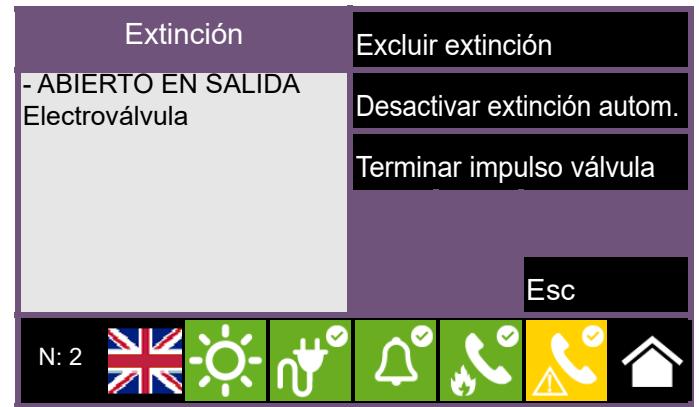 Extinción
- ABIERTO EN SALIDA
Electroválvula
Excluir extinción
Desactivar extinción autom.
Terminar impulso válvula
Esc
N: 2